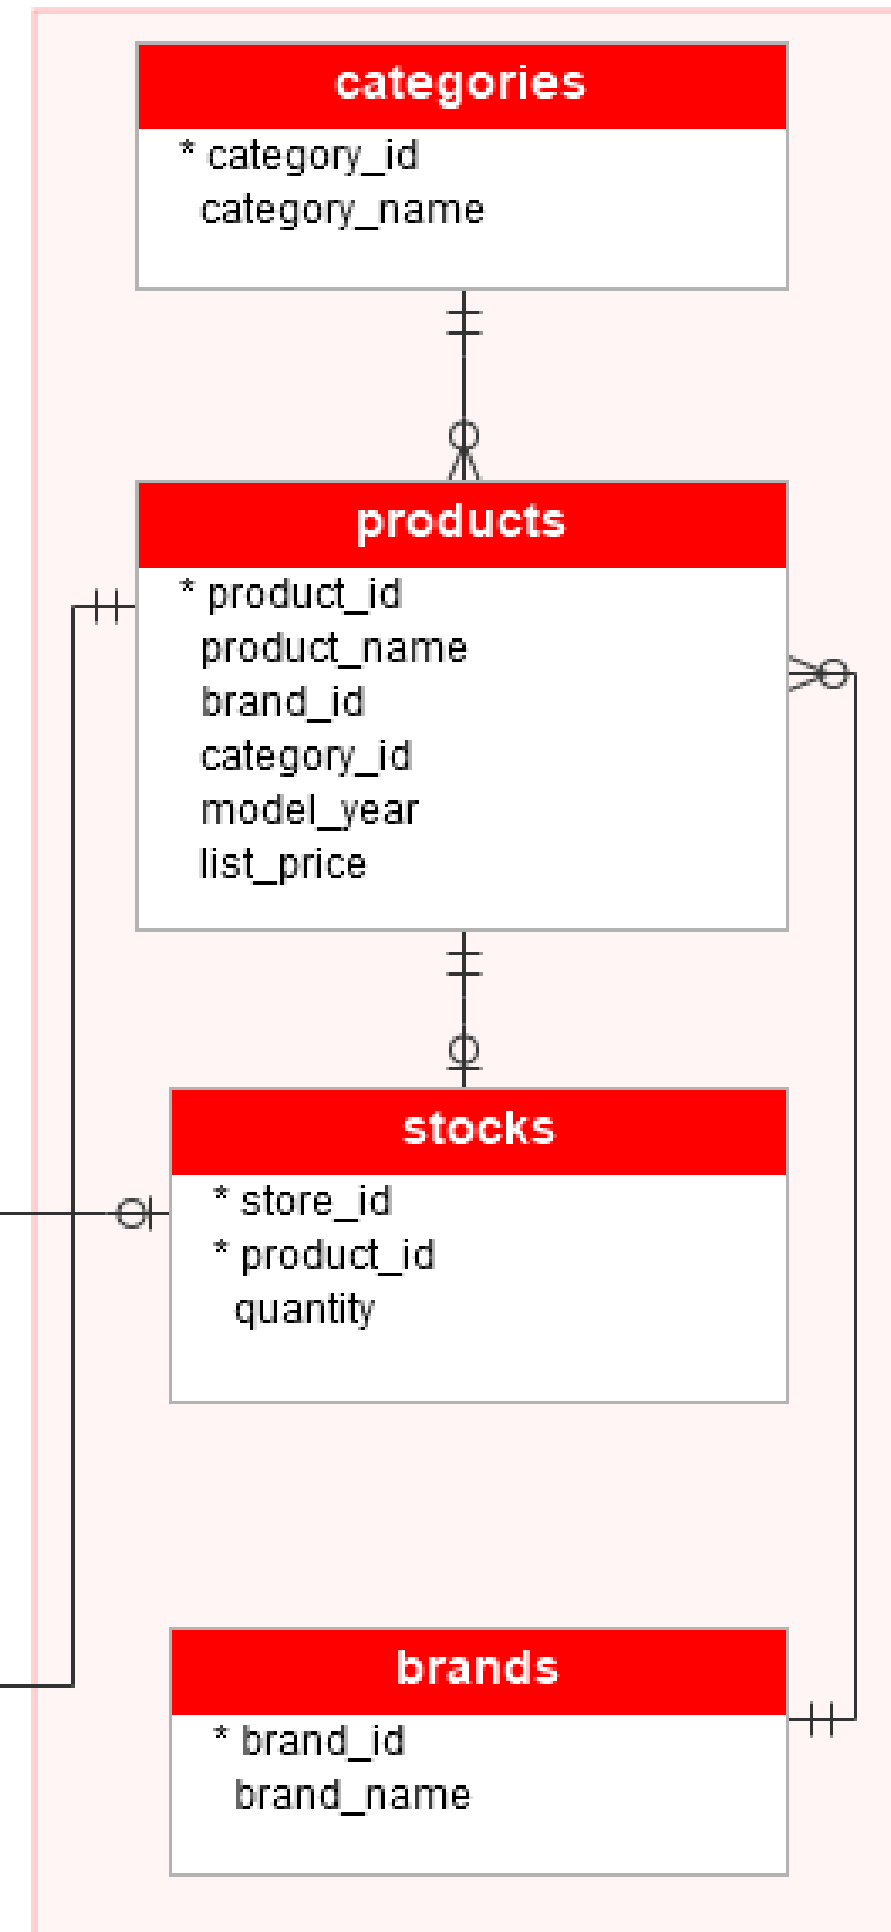 categories
* category_id
category_name
products
* product_id
product_name
brand_id
category_id
model_year
list_price
stocks
* store_id
* product_id
quantity
brands
* brand_id
brand_name